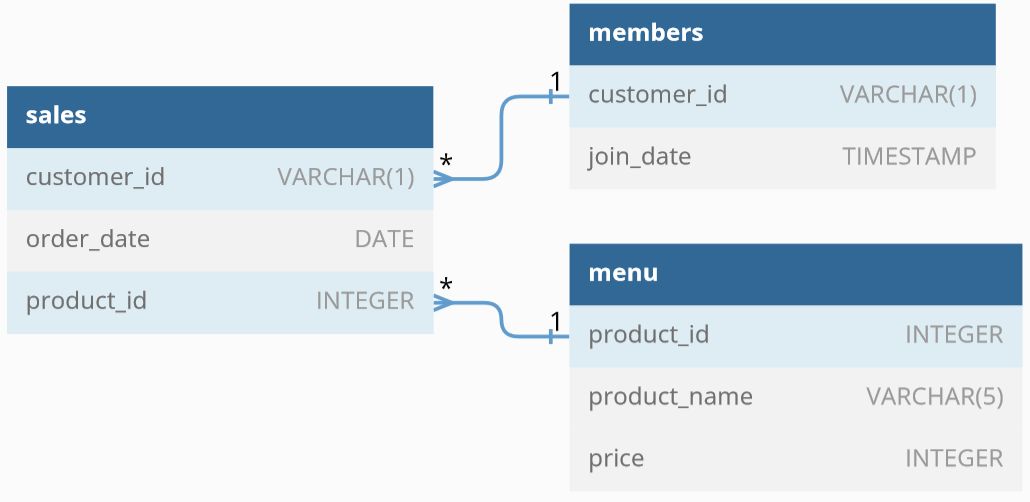 sales
customer_id VARCHAR(1)
order_date DATE
product_id INTEGER
*
1
*
1
members
customer_id VARCHAR(1)
join_date TIMESTAMP
menu
product_id INTEGER
product_name VARCHAR(5)
price INTEGER